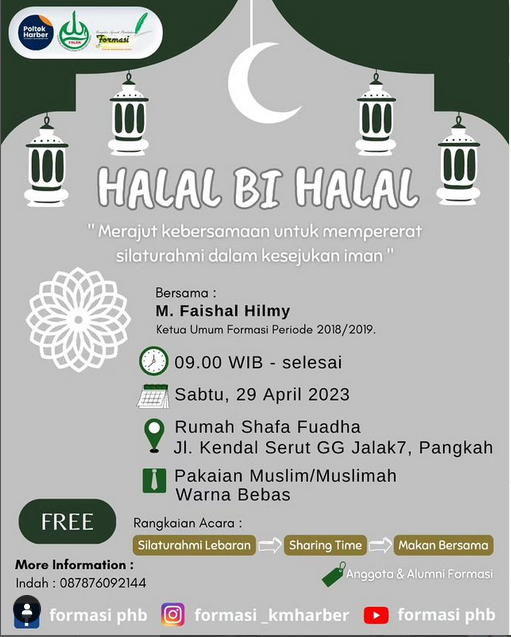 Poltek
Harber
Formasi
HALAL BI HALAL
" Merajut kebersamaan untuk mempererat
silaturahmi dalam kesejukan iman "
Bersama :
M. Faishal Hilmy
Ketua Umum Formasi Periode 2018/2019.
09.00 WIB - selesai
Sabtu, 29 April 2023
Rumah Shafa Fuadha
Jl. Kendal Serut GG Jalak7, Pangkah
Pakaian Muslim/Muslimah
Warna Bebas
FREE
Rangkaian Acara :
Silaturahmi Lebaran
Sharing Time
Makan Bersama
More Information :
Indah : 087876092144
Anggota & Alumni Formasi
formasi phb
formasi _kmharber
formasi phb